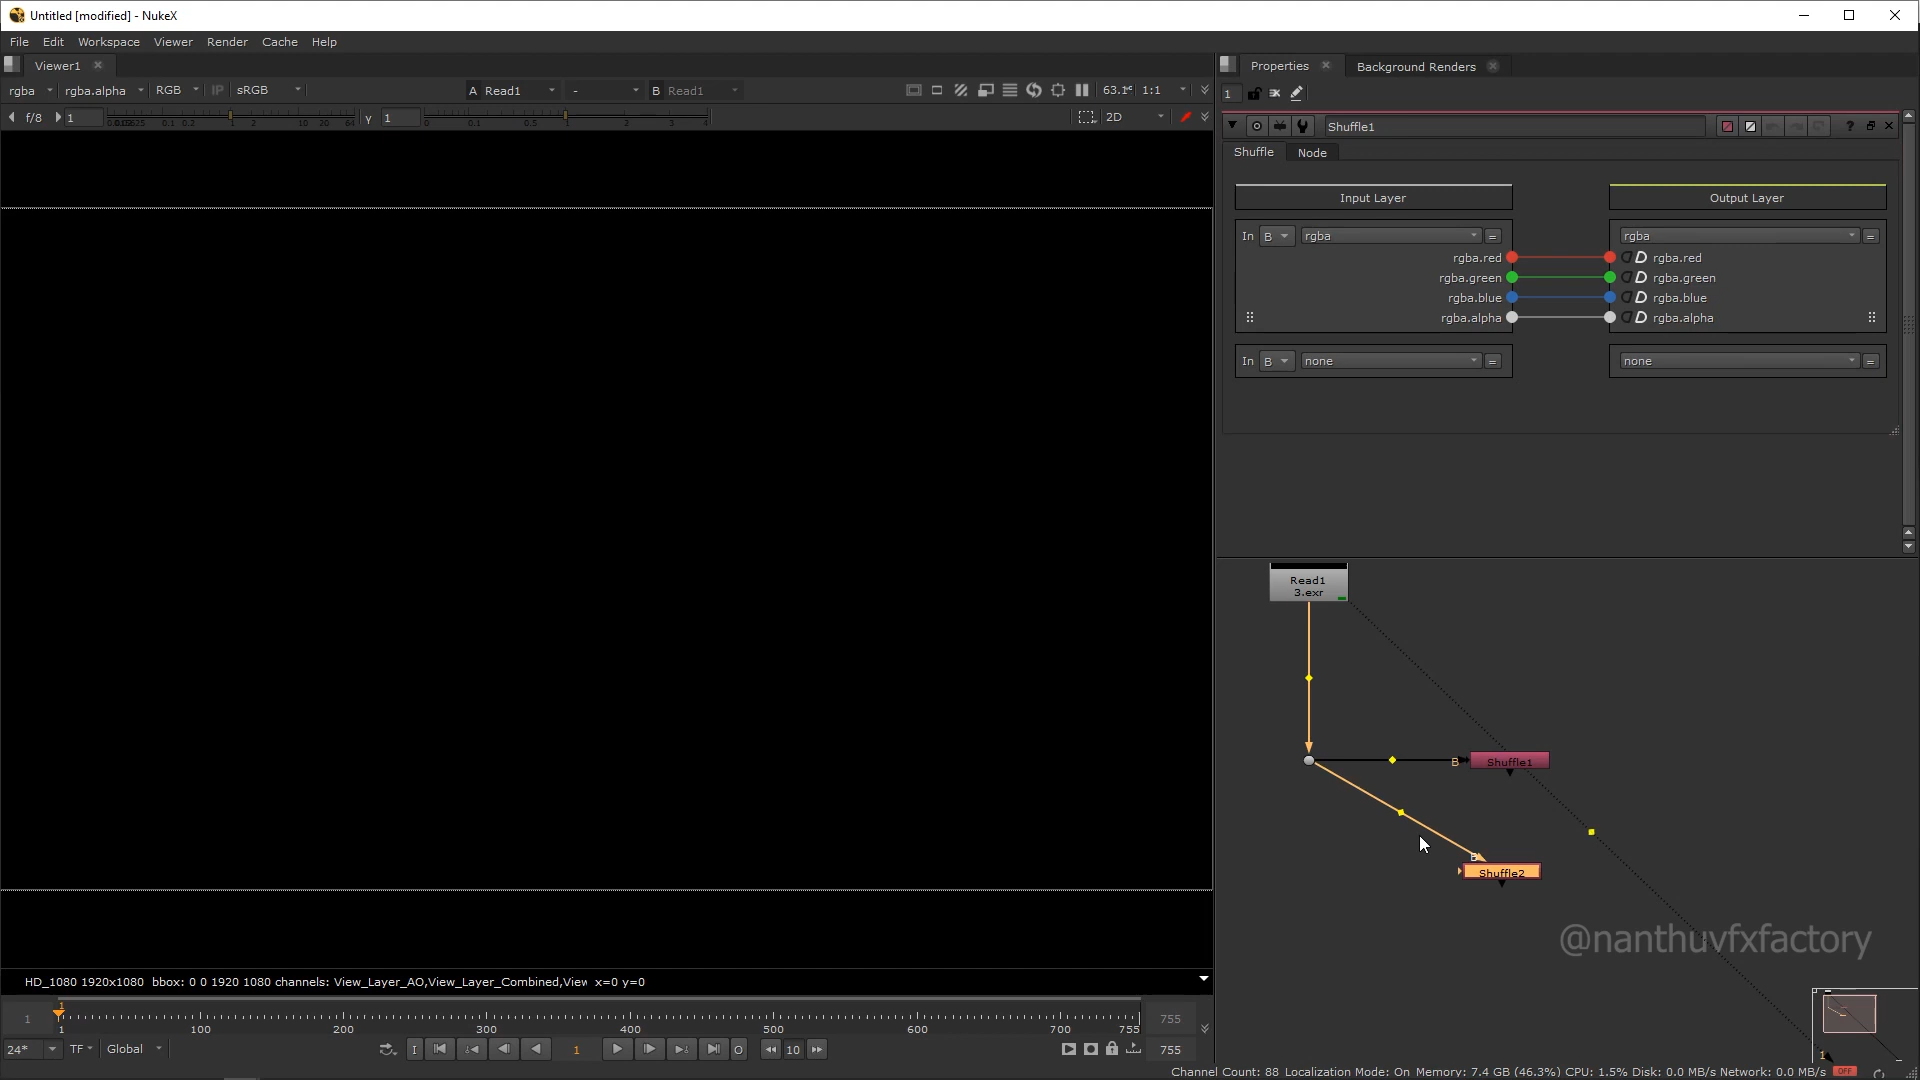 Untitled [modified] - NukeX
File Edit Workspace Viewer Render Cache Help
Viewer1
rgba rgba.alpha RGB IP sRGB A Read1 - B Read1 1:1
f/8 1 γ 1 2D
Properties Background Renders
1
Shuffle1
Shuffle Node
Input Layer Output Layer
In B rgba = rgba =
rgba.red rgba.red
rgba.green rgba.green
rgba.blue rgba.blue
rgba.alpha rgba.alpha
In B none = none =
Read1
3.exr
B Shuffle1
B
Shuffle2
@nanthuvfxfactory
HD_1080 1920x1080 bbox: 0 0 1920 1080 channels: View_Layer_AO,View_Layer_Combined,View x=0 y=0
1
1 1 100 200 300 400 500 600 700 755 755
24* TF Global I 1 O 10 755
1
Channel Count: 88 Localization Mode: On Memory: 7.4 GB (46.3%) CPU: 1.5% Disk: 0.0 MB/s Network: 0.0 MB/s OFF